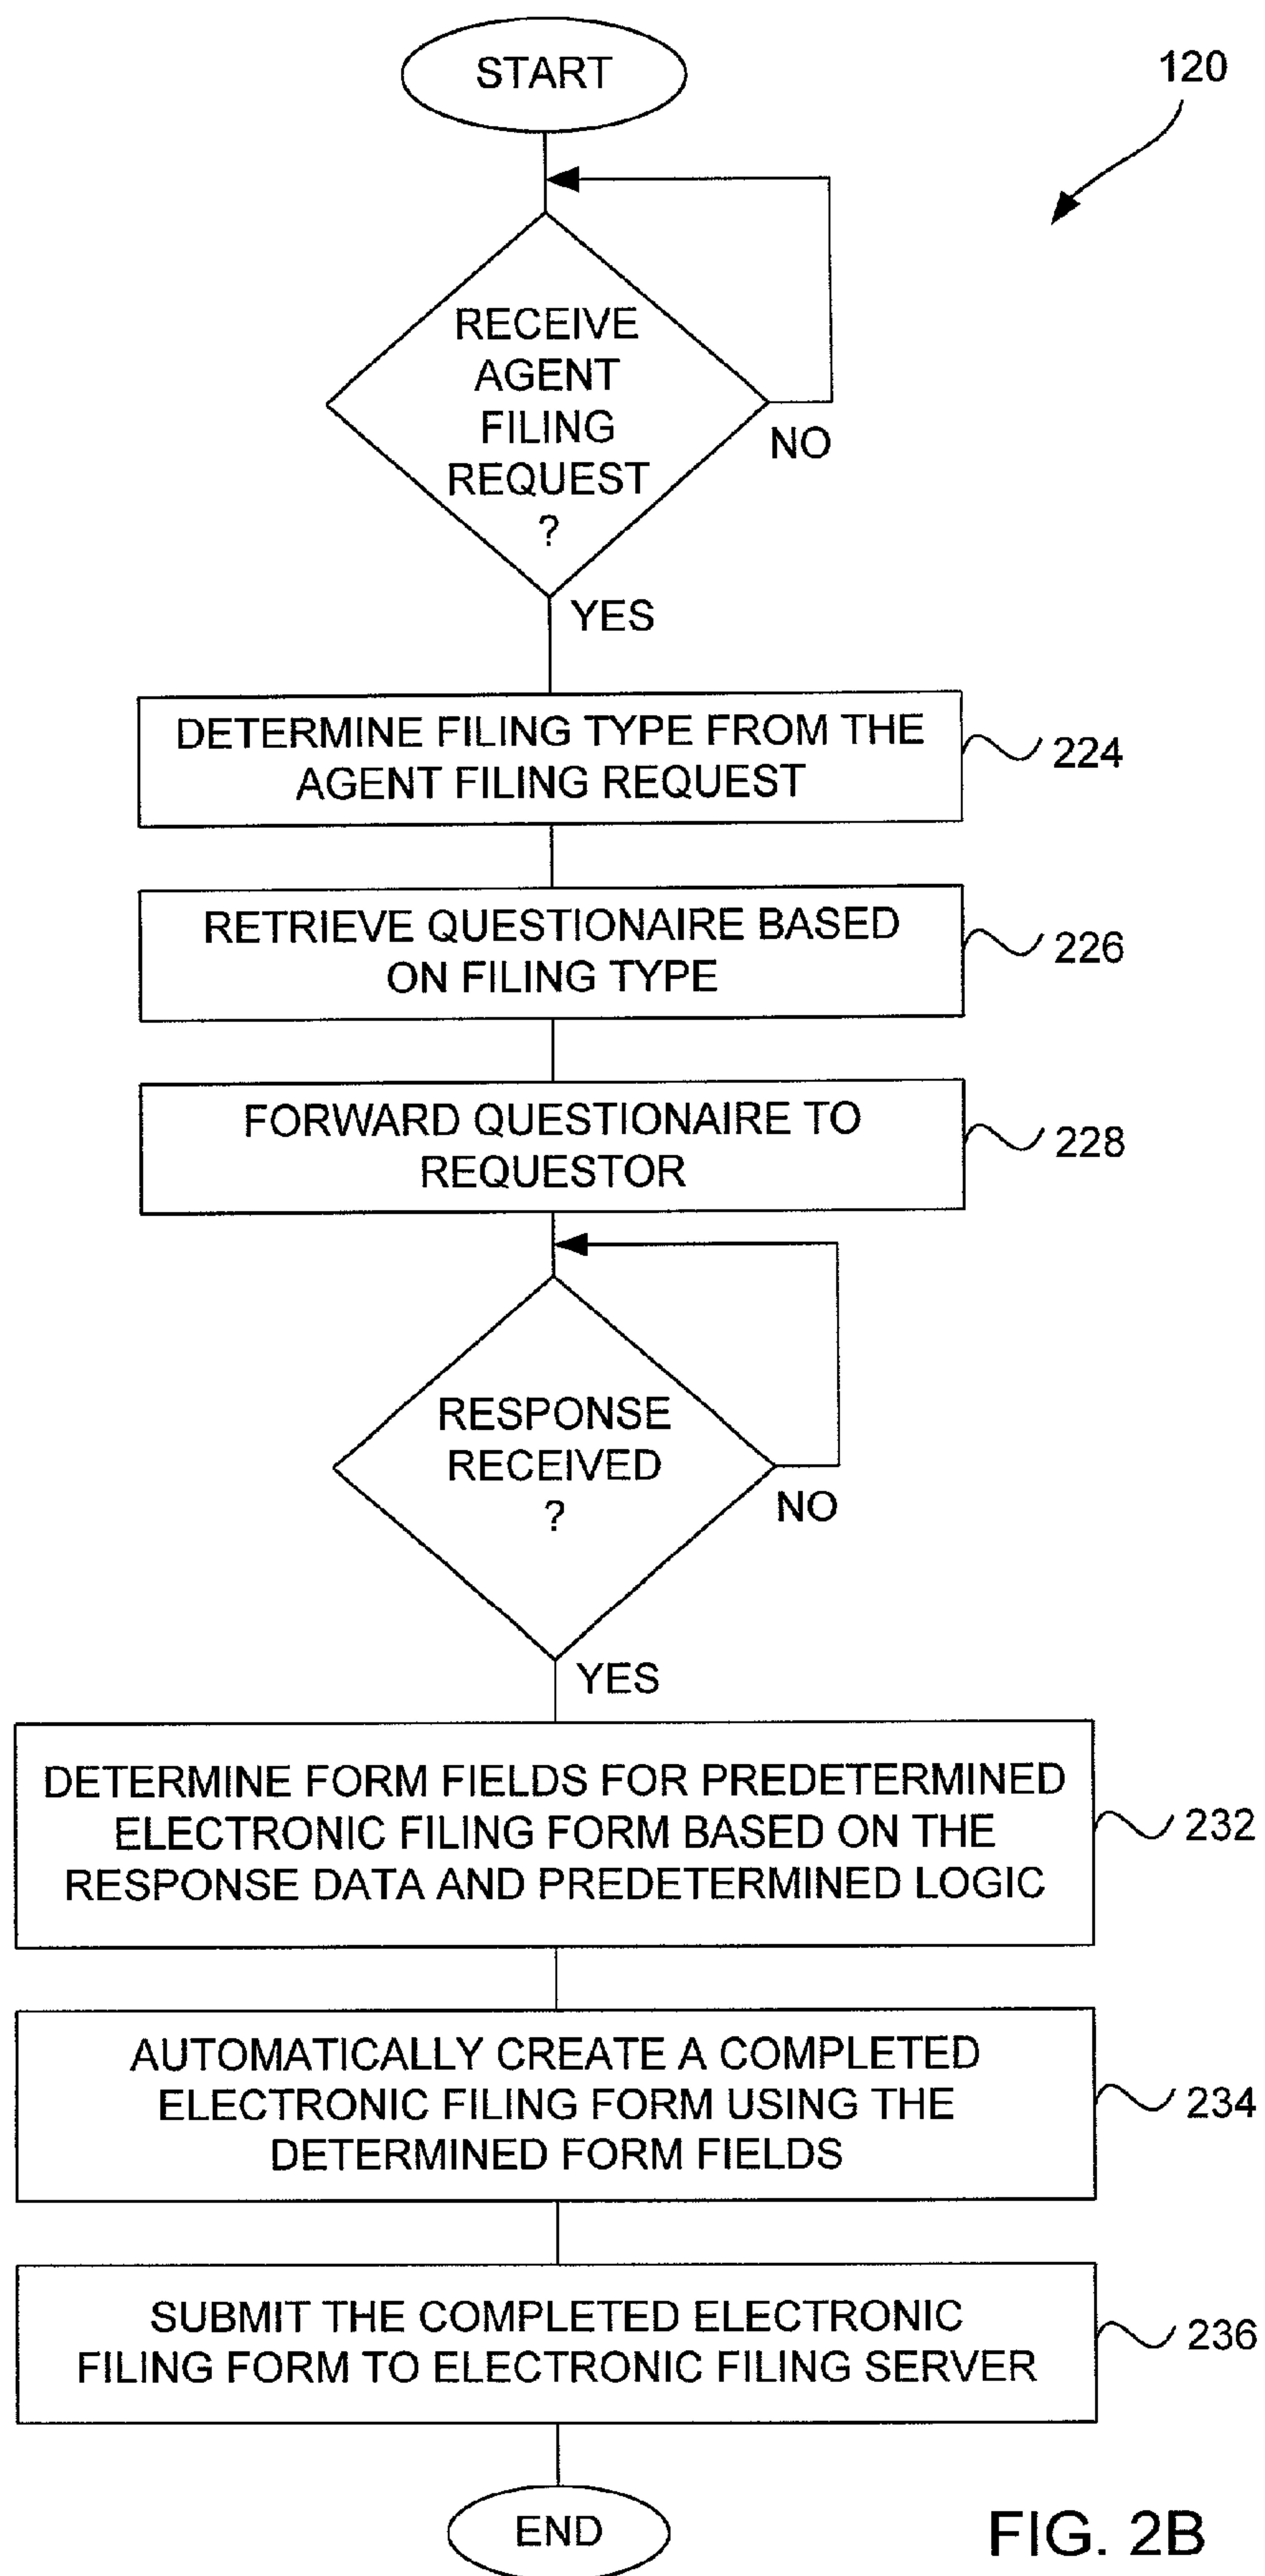 START
120
RECEIVE
AGENT
FILING
REQUEST
?
NO
YES
DETERMINE FILING TYPE FROM THE
AGENT FILING REQUEST
224
RETRIEVE QUESTIONAIRE BASED
ON FILING TYPE
226
FORWARD QUESTIONAIRE TO
REQUESTOR
228
RESPONSE
RECEIVED
?
NO
YES
DETERMINE FORM FIELDS FOR PREDETERMINED
ELECTRONIC FILING FORM BASED ON THE
RESPONSE DATA AND PREDETERMINED LOGIC
232
AUTOMATICALLY CREATE A COMPLETED
ELECTRONIC FILING FORM USING THE
DETERMINED FORM FIELDS
234
SUBMIT THE COMPLETED ELECTRONIC
FILING FORM TO ELECTRONIC FILING SERVER
236
END
FIG. 2B